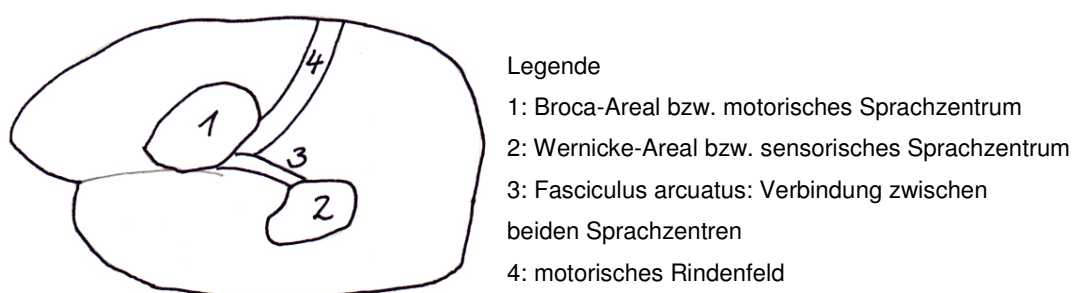 4
1
3
2
Legende
1: Broca-Areal bzw. motorisches Sprachzentrum
2: Wernicke-Areal bzw. sensorisches Sprachzentrum
3: Fasciculus arcuatus: Verbindung zwischen
beiden Sprachzentren
4: motorisches Rindenfeld